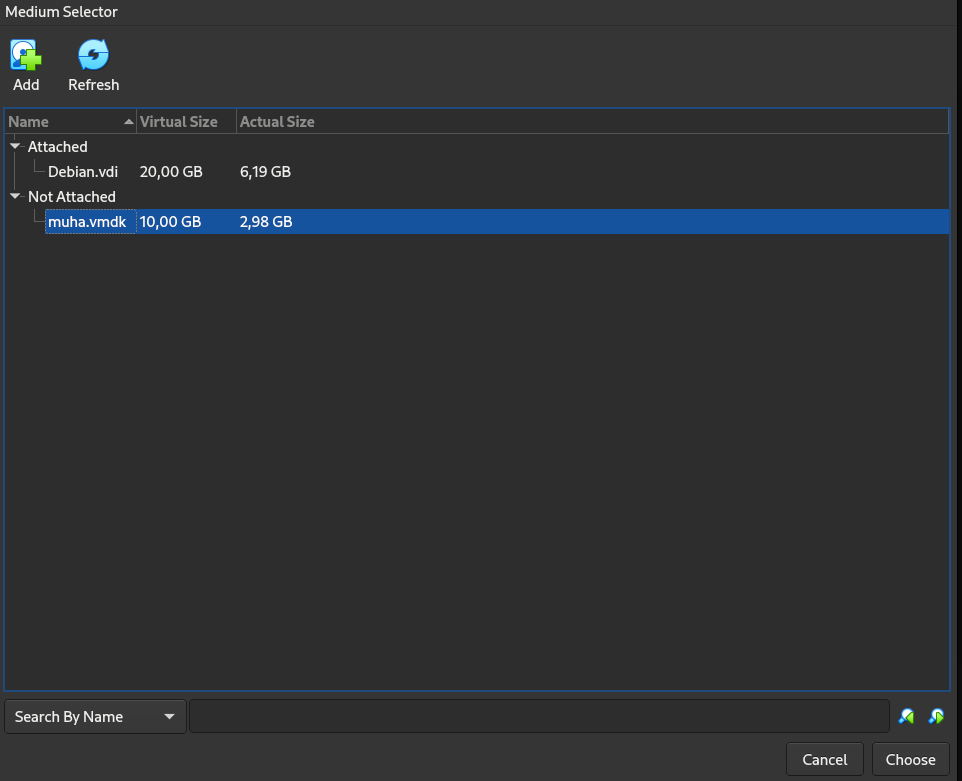 Medium Selector
Add Refresh
Name Virtual Size Actual Size
Attached
Debian.vdi 20,00 GB 6,19 GB
Not Attached
muha.vmdk 10,00 GB 2,98 GB
Search By Name
Cancel Choose